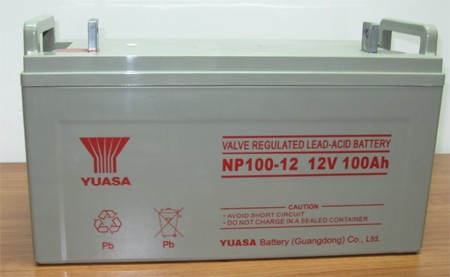 VALVE REGULATED LEAD-ACID BATTERY
NP100-12 12V 100Ah
YUASA
CAUTION
• AVOID SHORT CIRCUIT
• DO NOT CHARGE IN A SEALED CONTAINER
Pb Pb
YUASA Battery (Guangdong) Co., Ltd.